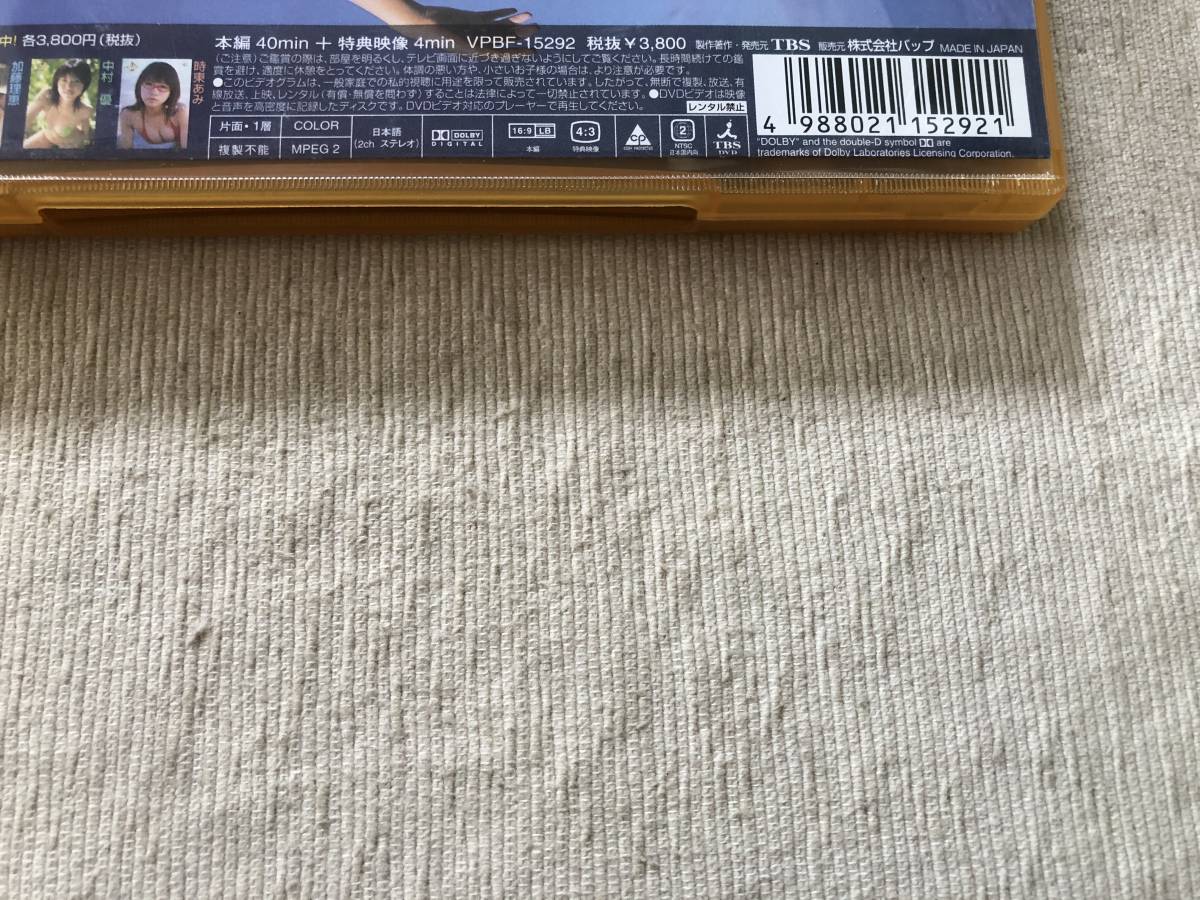 中! 各3,800円(税抜)
加藤理恵
中村 優
時東あみ
本編 40min + 特典映像 4min VPBF-15292 税抜¥3,800 製作著作・発売元 TBS 販売元 株式会社バップ MADE IN JAPAN
(ご注意)ご鑑賞の際は、部屋を明るくし、テレビ画面に近づき過ぎないようにしてご覧ください。長時間続けての鑑
賞を避け、適度に休憩をとってください。体調の悪い方や、小さいお子様の場合は、より注意が必要です。
●このビデオグラムは、一般家庭での私的視聴に用途を限って販売されています。したがって、無断で複製、放送、有
線放送、上映、レンタル(有償・無償を問わず)することは法律によって一切禁止されています。●DVDビデオは映像
と音声を高密度に記録したディスクです。DVDビデオ対応のプレーヤーで再生してください。
レンタル禁止
片面・1層
複製不能
COLOR
MPEG 2
日本語
(2ch ステレオ)
DOLBY
DIGITAL
16:9 LB
本編
4:3
特典映像
CP
2
NTSC
日本国内向
TBS
DVD
4 988021 152921
"DOLBY" and the double-D symbol are
trademarks of Dolby Laboratories Licensing Corporation.